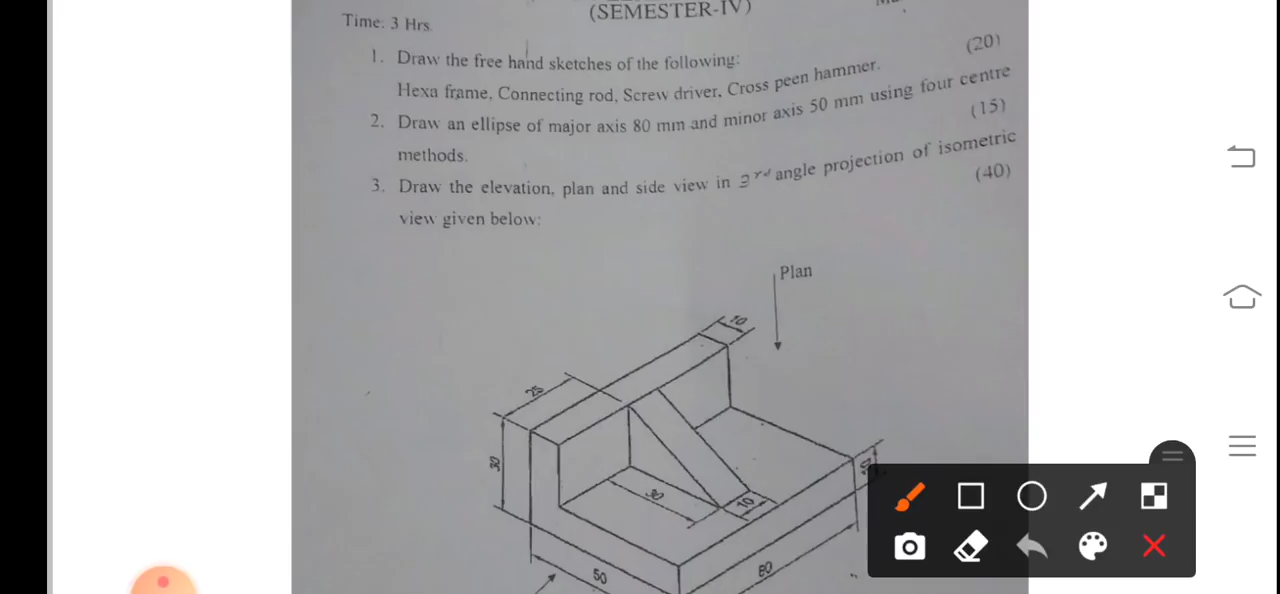 (SEMESTER-IV)
Time: 3 Hrs.
1. Draw the free hand sketches of the following: (20)
Hexa frame, Connecting rod, Screw driver, Cross peen hammer.
2. Draw an ellipse of major axis 80 mm and minor axis 50 mm using four centre
methods. (15)
3. Draw the elevation, plan and side view in 3rd angle projection of isometric
view given below: (40)
Plan
10
25
30
30
10
10
50
80